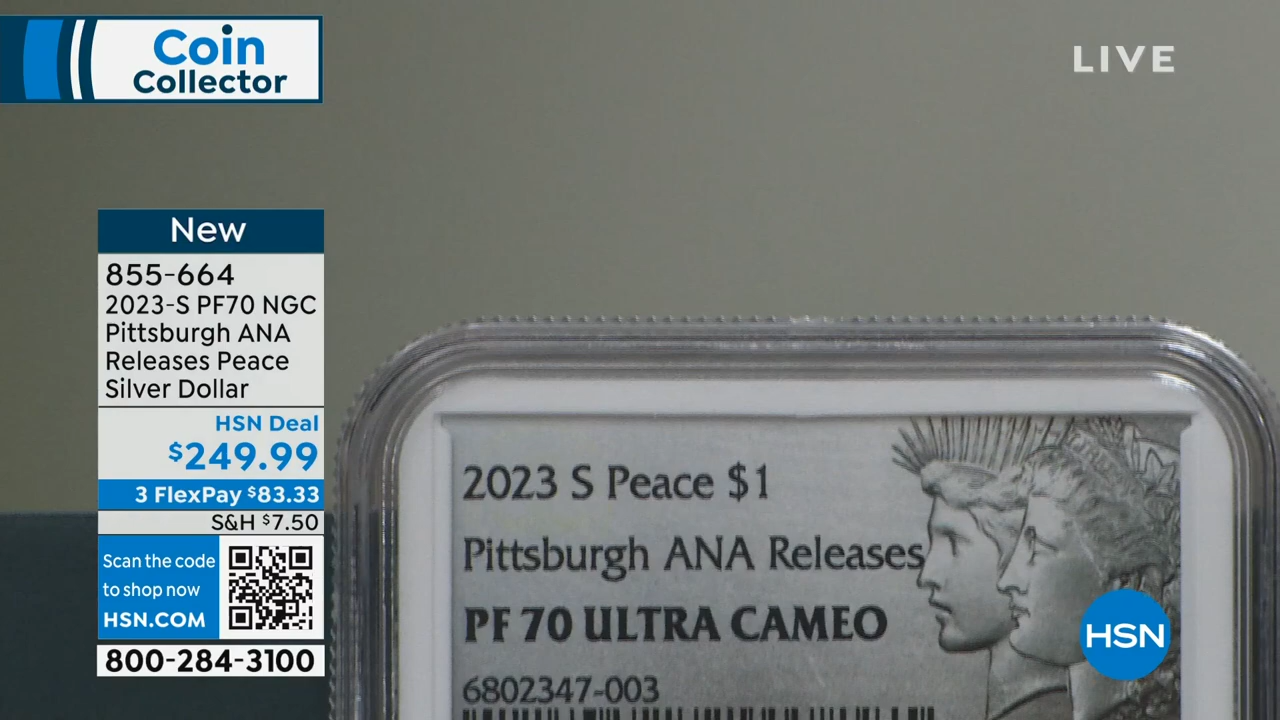 Coin
Collector
LIVE
New
855-664
2023-S PF70 NGC
Pittsburgh ANA
Releases Peace
Silver Dollar
HSN Deal
$249.99
3 FlexPay $83.33
S&H $7.50
Scan the code
to shop now
HSN.COM
800-284-3100
2023 S Peace $1
Pittsburgh ANA Releases
PF 70 ULTRA CAMEO
6802347-003
HSN